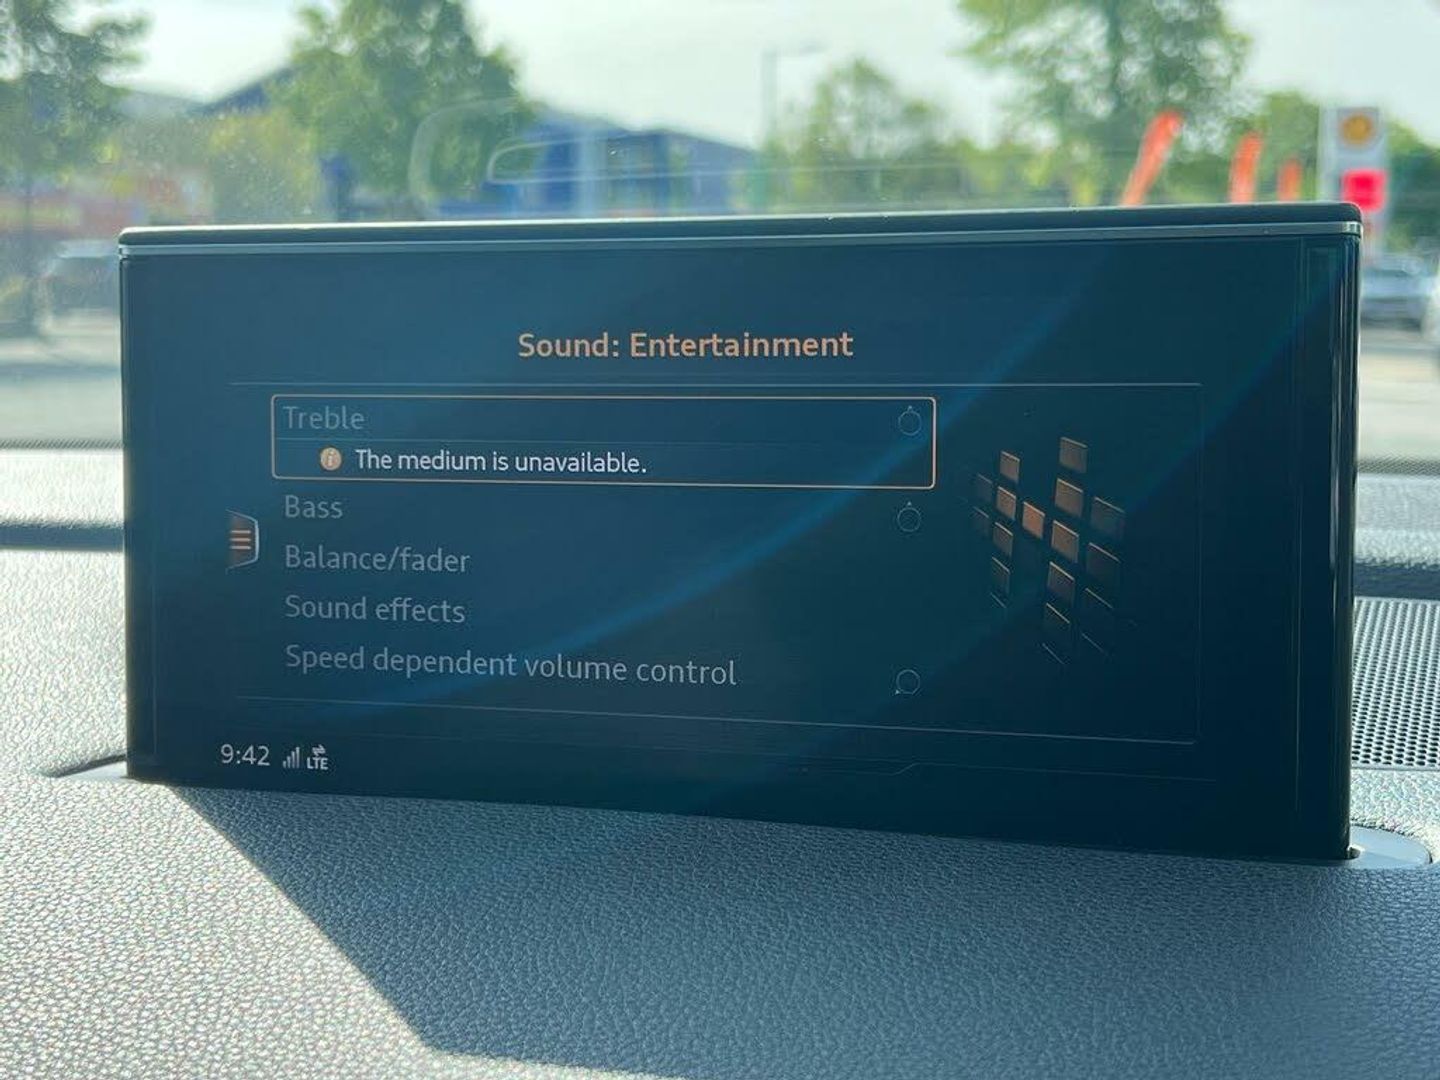 Sound: Entertainment
Treble
i The medium is unavailable.
Bass
Balance/fader
Sound effects
Speed dependent volume control
9:42 LTE